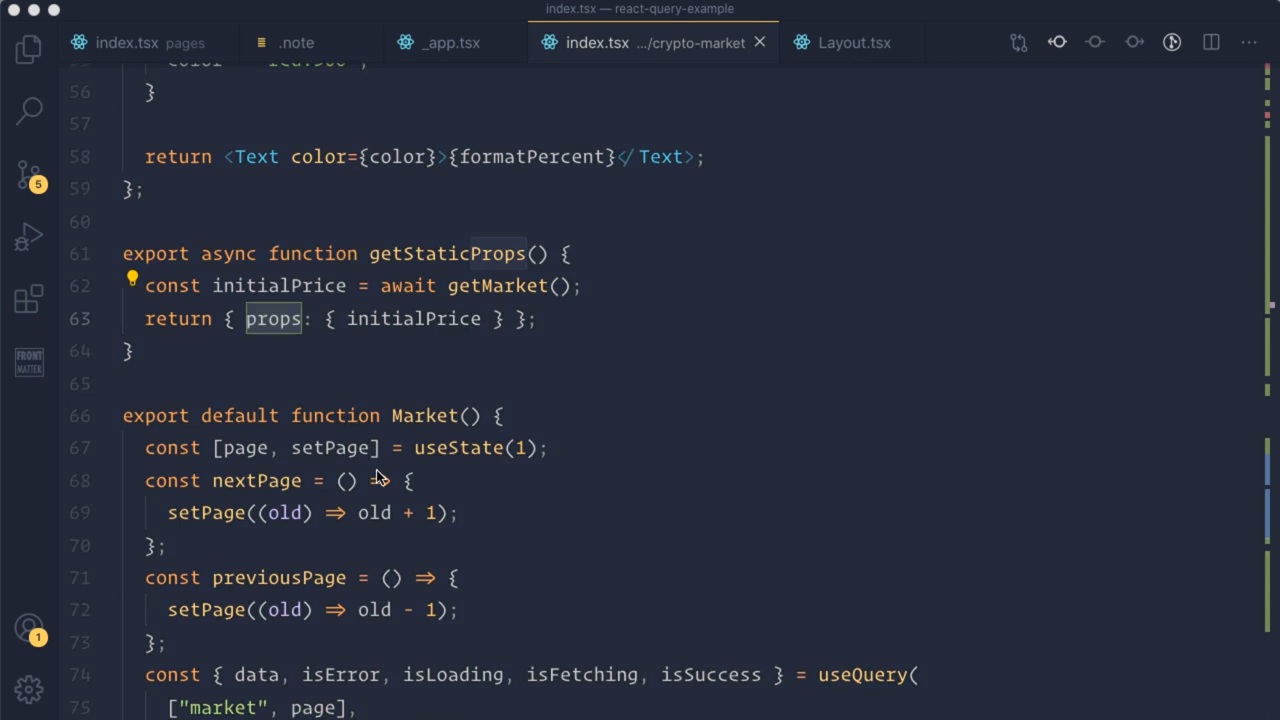 index.tsx — react-query-example
index.tsx pages
.note
_app.tsx
index.tsx .../crypto-market
Layout.tsx
56 }
57
58 return <Text color={color}>{formatPercent}</Text>;
59 };
60
61 export async function getStaticProps() {
62 const initialPrice = await getMarket();
63 return { props: { initialPrice } };
64 }
65
66 export default function Market() {
67 const [page, setPage] = useState(1);
68 const nextPage = () => {
69 setPage((old) => old + 1);
70 };
71 const previousPage = () => {
72 setPage((old) => old - 1);
73 };
74 const { data, isError, isLoading, isFetching, isSuccess } = useQuery(
75 ["market", page],
5
FRONT
MATTER
1